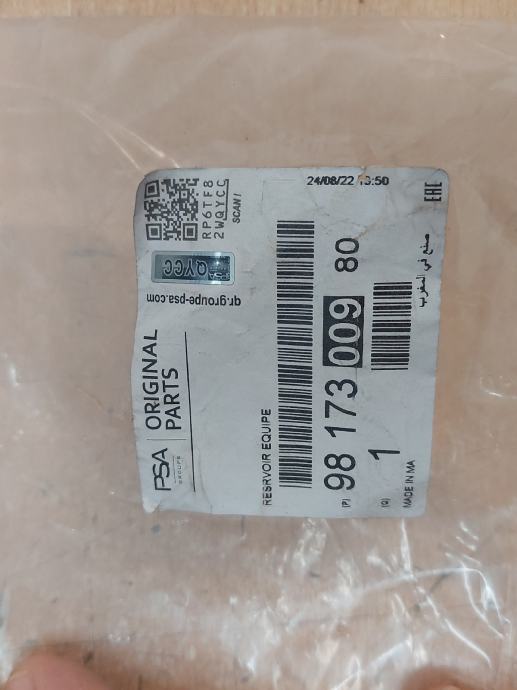 PSA
GROUPE
ORIGINAL
PARTS
qr.groupe-psa.com
QYCC
RP6TF8
2WQYCC
SCAN!
RESRVOIR EQUIPE
24/08/22 13:50
(P) 98 173 009 80
(Q) 1
MADE IN MA
صنع في المغرب
EAC